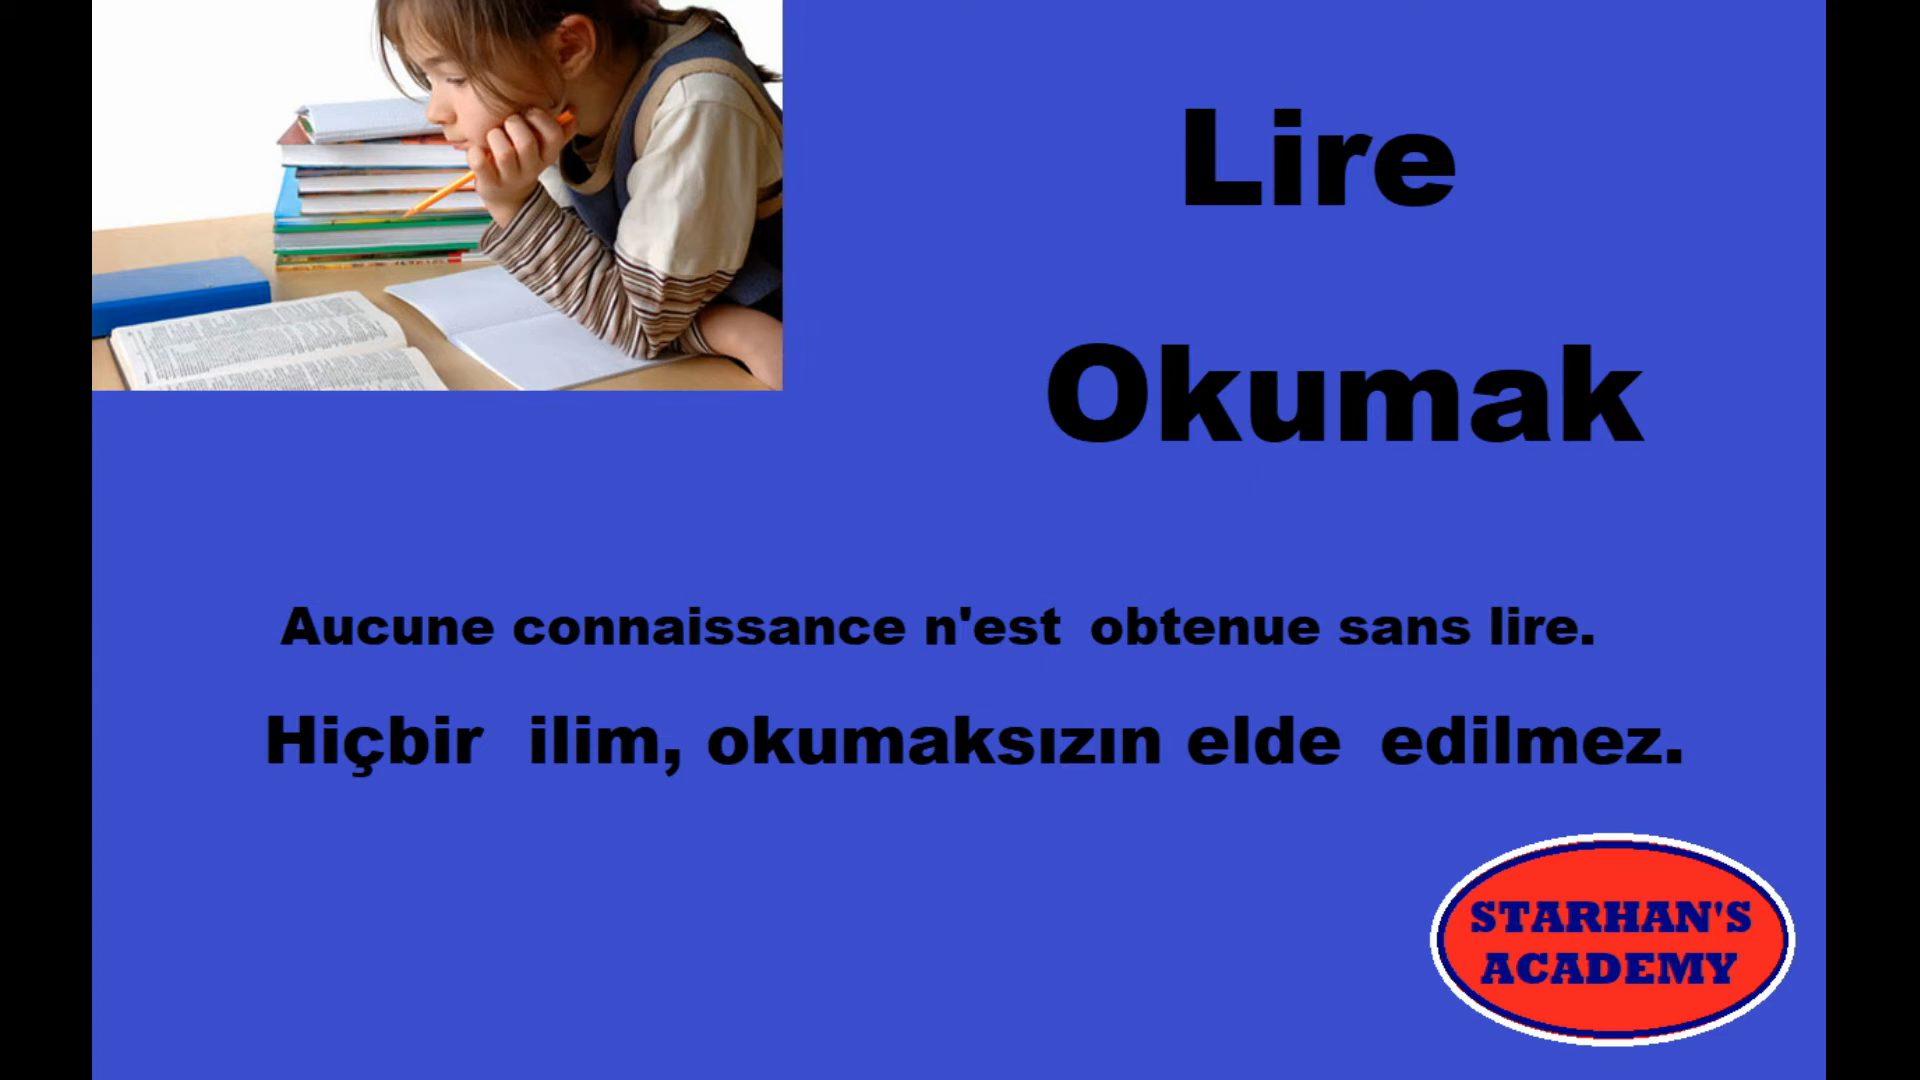 Lire
Okumak
Aucune connaissance n'est obtenue sans lire.
Hiçbir ilim, okumaksızın elde edilmez.
STARHAN'S
ACADEMY